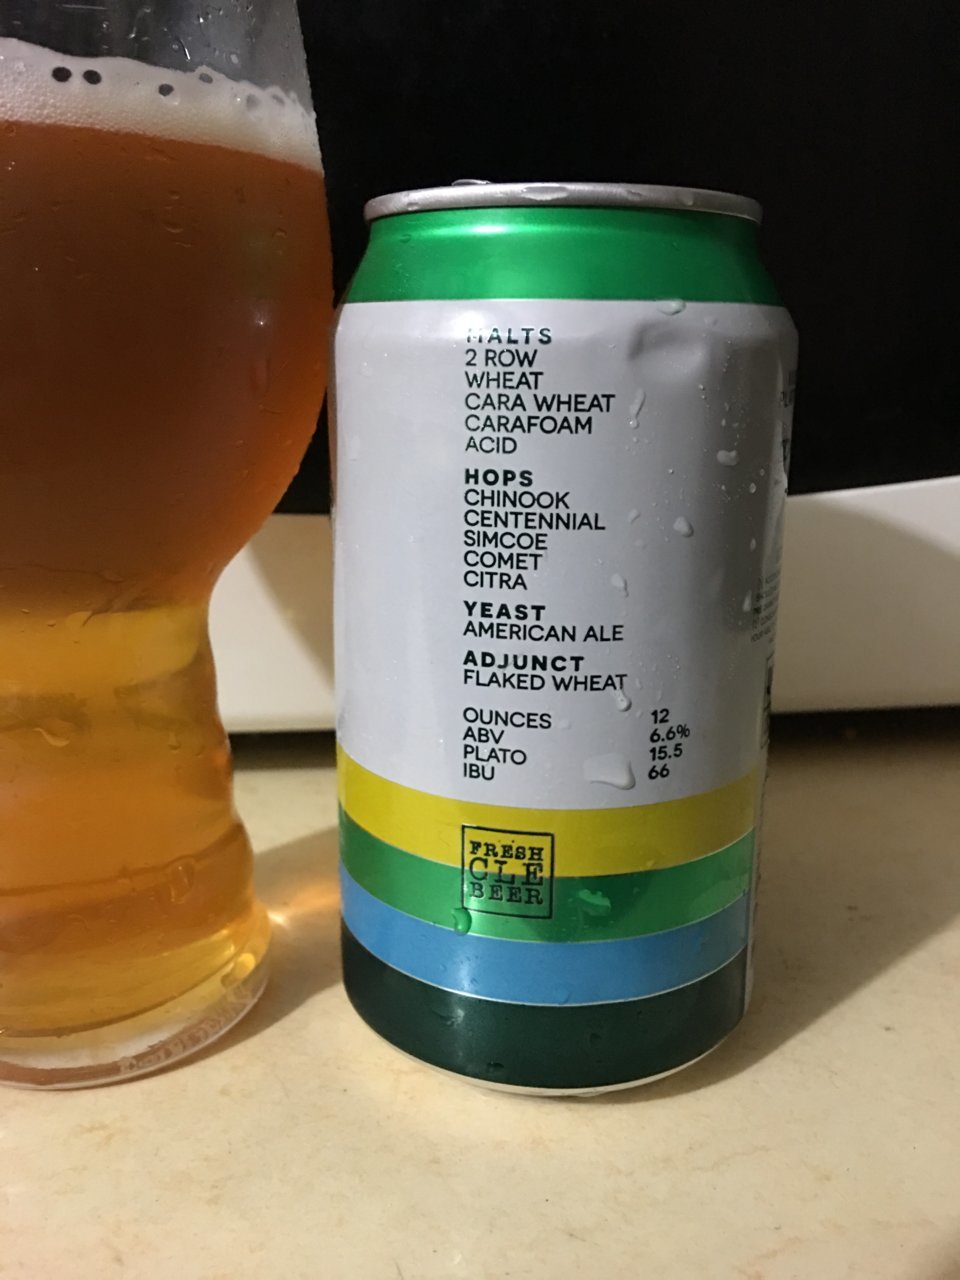 MALTS
2 ROW
WHEAT
CARA WHEAT
CARAFOAM
ACID
HOPS
CHINOOK
CENTENNIAL
SIMCOE
COMET
CITRA
YEAST
AMERICAN ALE
ADJUNCT
FLAKED WHEAT
OUNCES 12
ABV 6.6%
PLATO 15.5
IBU 66
FRESH
CLE
BEER